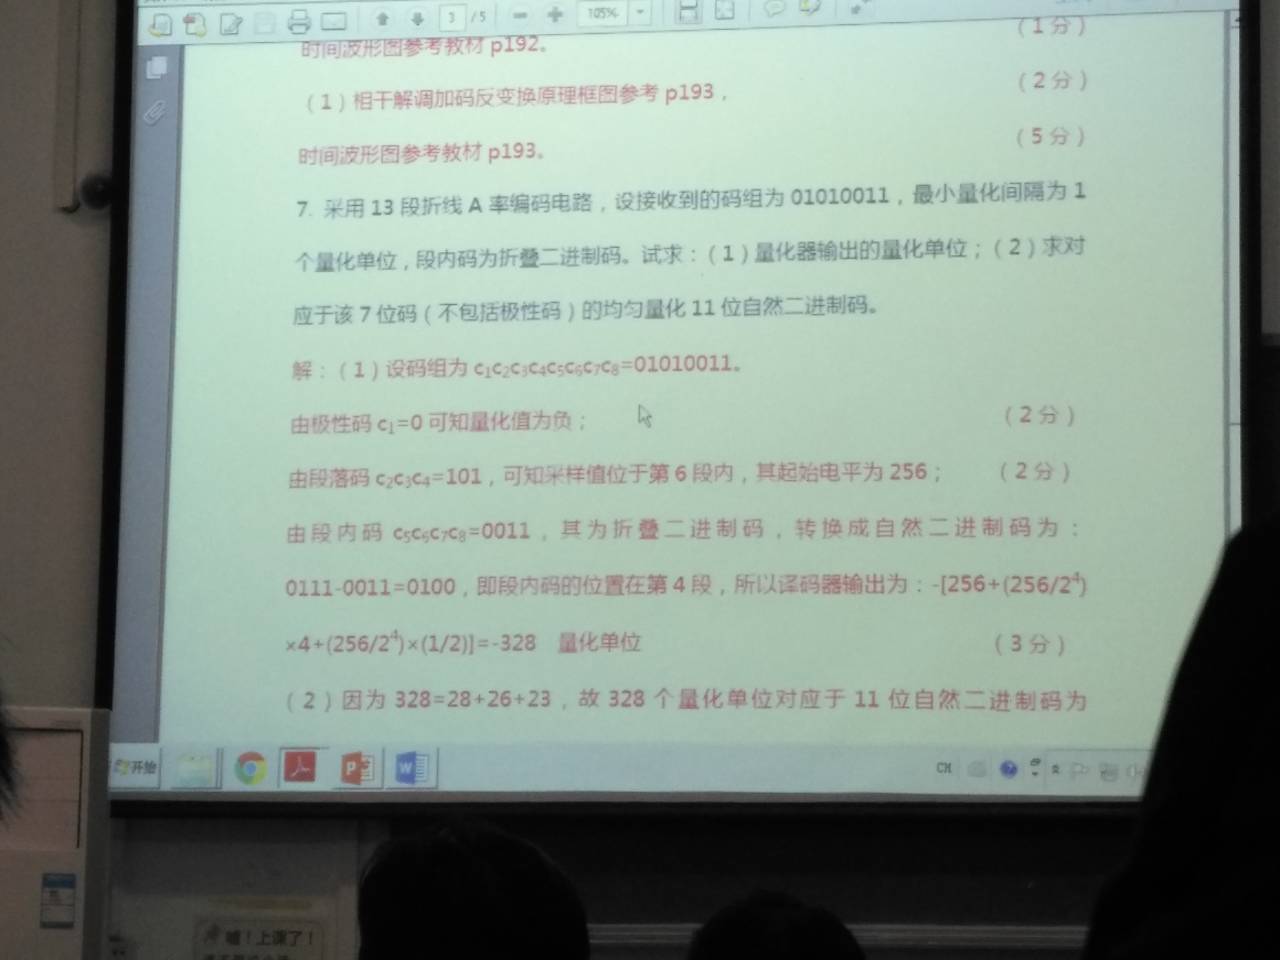 3 / 5
105%
时间波形图参考教材 p192。 （1 分）
（1）相干解调加码反变换原理框图参考 p193， （2 分）
时间波形图参考教材 p193。 （5 分）
7. 采用 13 段折线 A 率编码电路，设接收到的码组为 01010011，最小量化间隔为 1
个量化单位，段内码为折叠二进制码。试求：（1）量化器输出的量化单位；（2）求对
应于该 7 位码（不包括极性码）的均匀量化 11 位自然二进制码。
解：（1）设码组为 c₁c₂c₃c₄c₅c₆c₇c₈=01010011。
由极性码 c₁=0 可知量化值为负； （2 分）
由段落码 c₂c₃c₄=101，可知采样值位于第 6 段内，其起始电平为 256； （2 分）
由段内码 c₅c₆c₇c₈=0011，其为折叠二进制码，转换成自然二进制码为：
0111-0011=0100，即段内码的位置在第 4 段，所以译码器输出为：-[256+(256/2⁴)
×4+(256/2⁴)×(1/2)]=-328 量化单位 （3 分）
（2）因为 328=28+26+23，故 328 个量化单位对应于 11 位自然二进制码为
开始
CH
嘘！上课了！